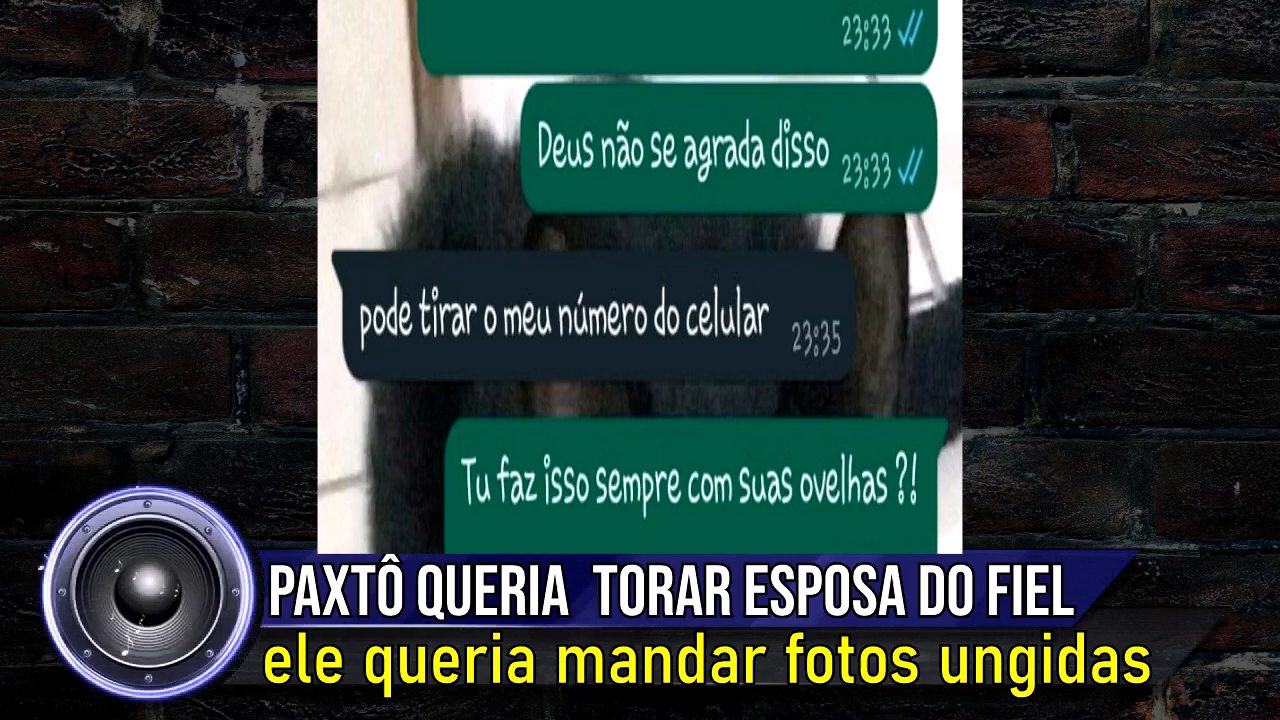 23:33
Deus não se agrada disso 23:33
pode tirar o meu número do celular 23:35
Tu faz isso sempre com suas ovelhas ?!
PAXTÔ QUERIA TORAR ESPOSA DO FIEL
ele queria mandar fotos ungidas